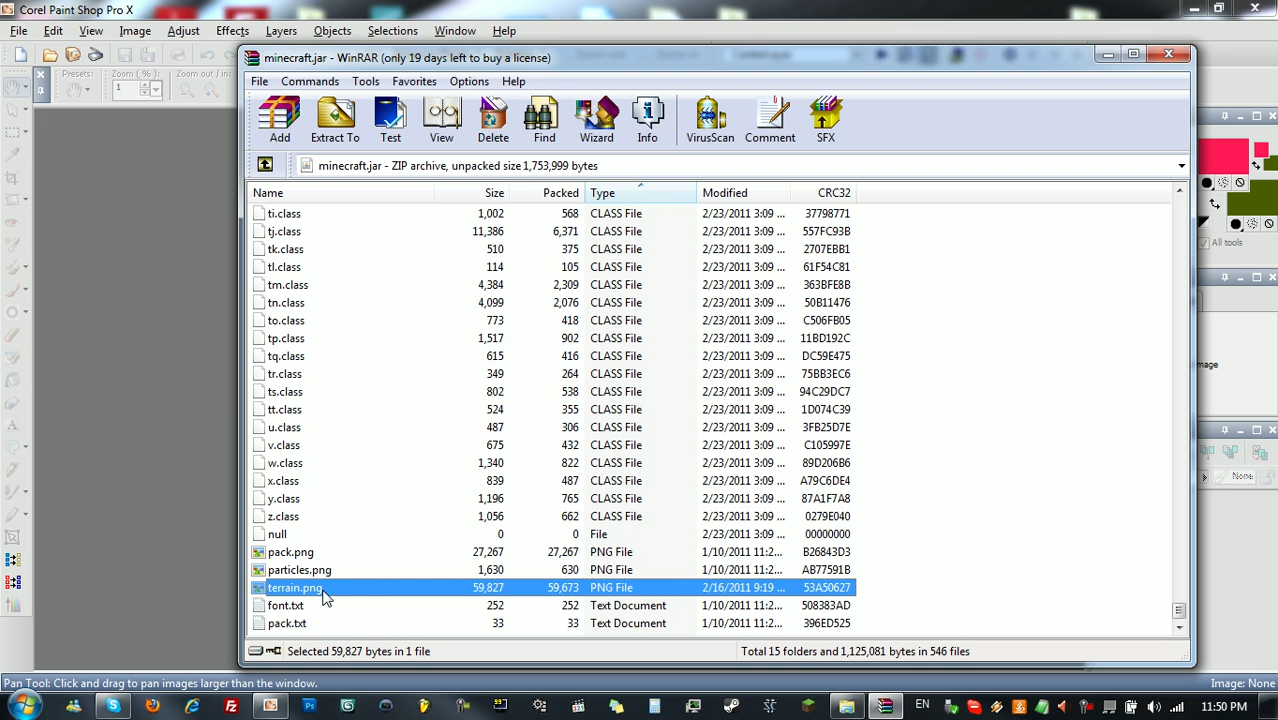 Corel Paint Shop Pro X
File Edit View Image Adjust Effects Layers Objects Selections Window Help
Presets: Zoom ( % ): Zoom out / in:
1
minecraft.jar - WinRAR (only 19 days left to buy a license)
File Commands Tools Favorites Options Help
Add Extract To Test View Delete Find Wizard Info VirusScan Comment SFX
minecraft.jar - ZIP archive, unpacked size 1,753,999 bytes
Name Size Packed Type Modified CRC32
ti.class 1,002 568 CLASS File 2/23/2011 3:09 ... 37798771
tj.class 11,386 6,371 CLASS File 2/23/2011 3:09 ... 557FC93B
tk.class 510 375 CLASS File 2/23/2011 3:09 ... 2707EBB1
tl.class 114 105 CLASS File 2/23/2011 3:09 ... 61F54C81
tm.class 4,384 2,309 CLASS File 2/23/2011 3:09 ... 363BFE8B
tn.class 4,099 2,076 CLASS File 2/23/2011 3:09 ... 50B11476
to.class 773 418 CLASS File 2/23/2011 3:09 ... C506FB05
tp.class 1,517 902 CLASS File 2/23/2011 3:09 ... 11BD192C
tq.class 615 416 CLASS File 2/23/2011 3:09 ... DC59E475
tr.class 349 264 CLASS File 2/23/2011 3:09 ... 75BB3EC6
ts.class 802 538 CLASS File 2/23/2011 3:09 ... 94C29DC7
tt.class 524 355 CLASS File 2/23/2011 3:09 ... 1D074C39
u.class 487 306 CLASS File 2/23/2011 3:09 ... 3FB25D7E
v.class 675 432 CLASS File 2/23/2011 3:09 ... C105997E
w.class 1,340 822 CLASS File 2/23/2011 3:09 ... 89D206B6
x.class 839 487 CLASS File 2/23/2011 3:09 ... A79C6DE4
y.class 1,196 765 CLASS File 2/23/2011 3:09 ... 87A1F7A8
z.class 1,056 662 CLASS File 2/23/2011 3:09 ... 0279E040
null 0 0 File 2/23/2011 3:09 ... 00000000
pack.png 27,267 27,267 PNG File 1/10/2011 11:2... B26843D3
particles.png 1,630 630 PNG File 1/10/2011 11:2... AB77591B
terrain.png 59,827 59,673 PNG File 2/16/2011 9:19 ... 53A50627
font.txt 252 252 Text Document 1/10/2011 11:2... 508383AD
pack.txt 33 33 Text Document 1/10/2011 11:2... 396ED525
Selected 59,827 bytes in 1 file Total 15 folders and 1,125,081 bytes in 546 files
All tools
None
Pan Tool: Click and drag to pan images larger than the window. Image: None
EN 11:50 PM